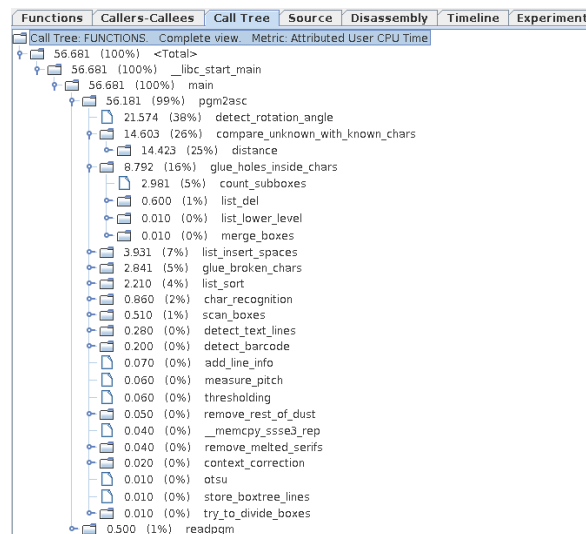 Functions Callers-Callees Call Tree Source Disassembly Timeline Experiment
Call Tree: FUNCTIONS. Complete view. Metric: Attributed User CPU Time
56.681 (100%) <Total>
56.681 (100%) __libc_start_main
56.681 (100%) main
56.181 (99%) pgm2asc
21.574 (38%) detect_rotation_angle
14.603 (26%) compare_unknown_with_known_chars
14.423 (25%) distance
8.792 (16%) glue_holes_inside_chars
2.981 (5%) count_subboxes
0.600 (1%) list_del
0.010 (0%) list_lower_level
0.010 (0%) merge_boxes
3.931 (7%) list_insert_spaces
2.841 (5%) glue_broken_chars
2.210 (4%) list_sort
0.860 (2%) char_recognition
0.510 (1%) scan_boxes
0.280 (0%) detect_text_lines
0.200 (0%) detect_barcode
0.070 (0%) add_line_info
0.060 (0%) measure_pitch
0.060 (0%) thresholding
0.050 (0%) remove_rest_of_dust
0.040 (0%) __memcpy_ssse3_rep
0.040 (0%) remove_melted_serifs
0.020 (0%) context_correction
0.010 (0%) otsu
0.010 (0%) store_boxtree_lines
0.010 (0%) try_to_divide_boxes
0.500 (1%) readpgm